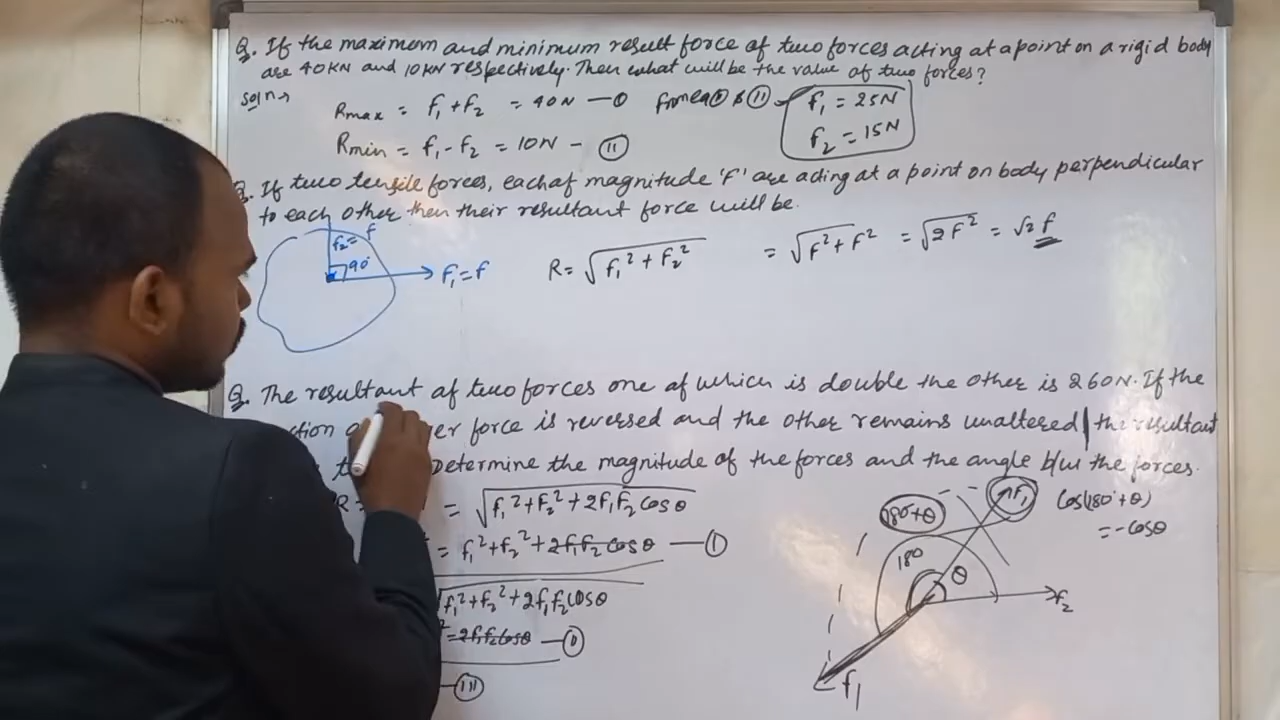 Q. If the maximum and minimum result force of two forces acting at a point on a rigid body
are 40KN and 10KN respectively. Then what will be the value of two forces?
Soln→
Rmax = f₁+f₂ = 40N —Ⓘ from eq Ⓘ & Ⓘ Ⓘ f₁ = 25N
f₂ = 15N
Rmin = f₁-f₂ = 10N - (II)
Q. If two tensile forces, each of magnitude 'F' are acting at a point on body perpendicular
to each other then their resultant force will be.
f₂= f
90°
f₁=f
R= √f₁²+f₂² = √F²+F² = √2F² = √2 f
Q. The resultant of two forces one of which is double the other is 260N. If the
ction er force is reversed and the other remains unaltered the resultant
Determine the magnitude of the forces and the angle b/w the forces.
R = = √f₁²+f₂²+2f₁f₂cosθ
= f₁²+f₂²+2f₁f₂cosθ —(I)
f₁²+f₂²+2f₁f₂cosθ
=2f₁f₂cosθ —(I)
—(III)
180+θ
f₁
cos(180°+θ)
=-cosθ
180
θ
f₂
f₁